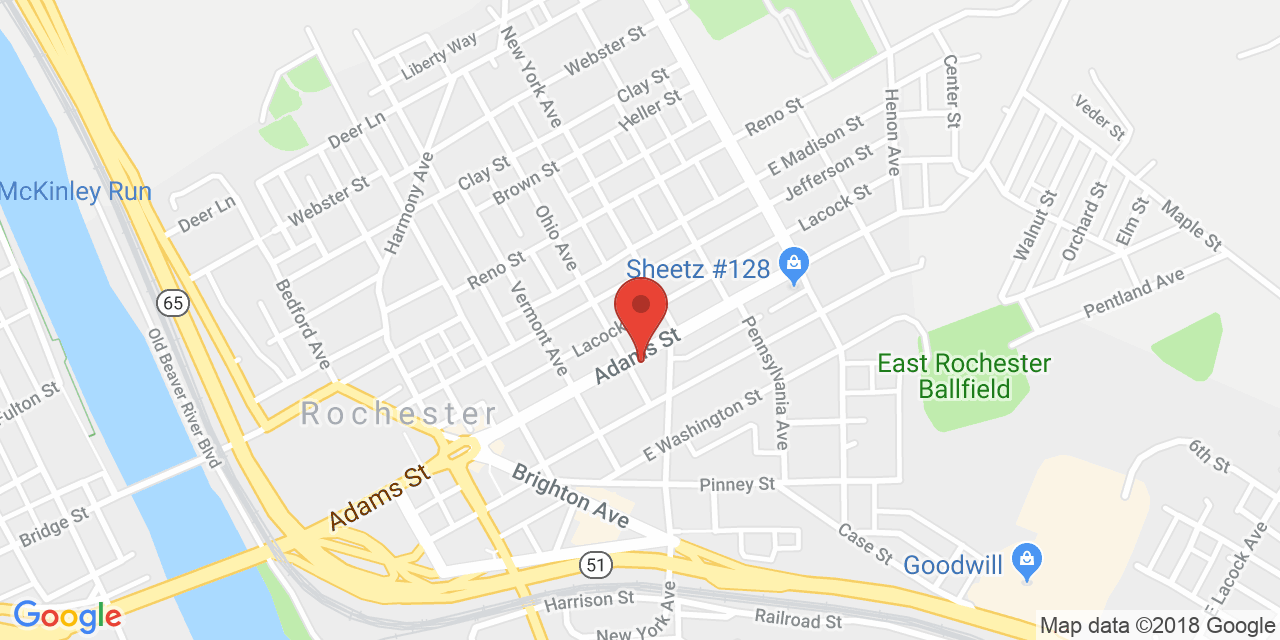 Liberty Way
New York Ave
Webster St
Clay St
Heller St
Deer Ln
Reno St
E Madison St
Henon Ave
Center St
Veder St
McKinley Run
Deer Ln
Webster St
Harmony Ave
Clay St
Brown St
Jefferson St
Lacock St
Walnut St
Orchard St
Elm St
Maple St
Ohio Ave
Reno St
Sheetz #128
65
Old Beaver River Blvd
Bedford Ave
Vermont Ave
Lacock
Adams St
Pennsylvania Ave
Pentland Ave
East Rochester
Ballfield
Fulton St
Rochester
E Washington St
Adams St
Brighton Ave
Pinney St
6th St
Bridge St
Case St
51
Goodwill
E Lacock Ave
Harrison St
New York Ave
Railroad St
Google
Map data ©2018 Google